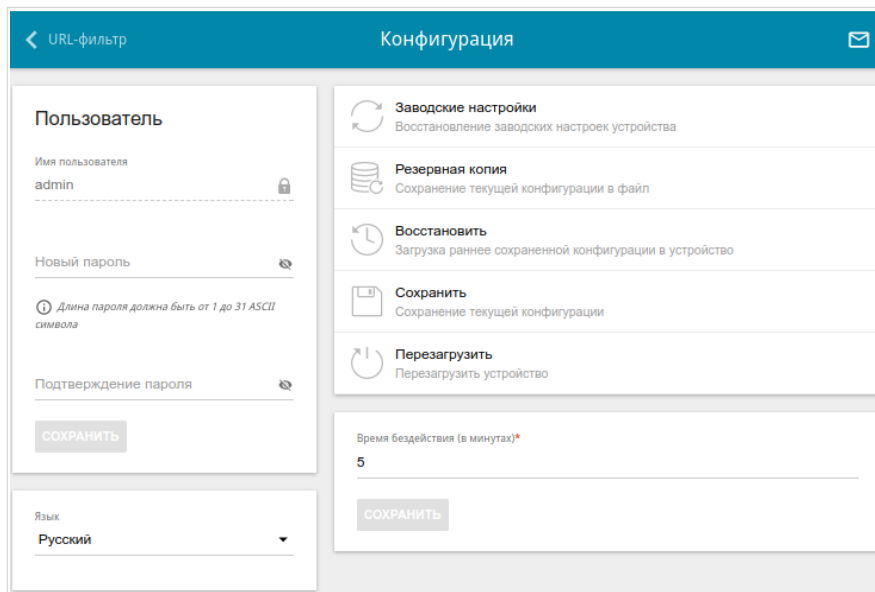 URL-фильтр
Конфигурация
Пользователь
Имя пользователя
admin
Новый пароль
Длина пароля должна быть от 1 до 31 ASCII
символа
Подтверждение пароля
СОХРАНИТЬ
Язык
Русский
Заводские настройки
Восстановление заводских настроек устройства
Резервная копия
Сохранение текущей конфигурации в файл
Восстановить
Загрузка раннее сохраненной конфигурации в устройство
Сохранить
Сохранение текущей конфигурации
Перезагрузить
Перезагрузить устройство
Время бездействия (в минутах)*
5
СОХРАНИТЬ